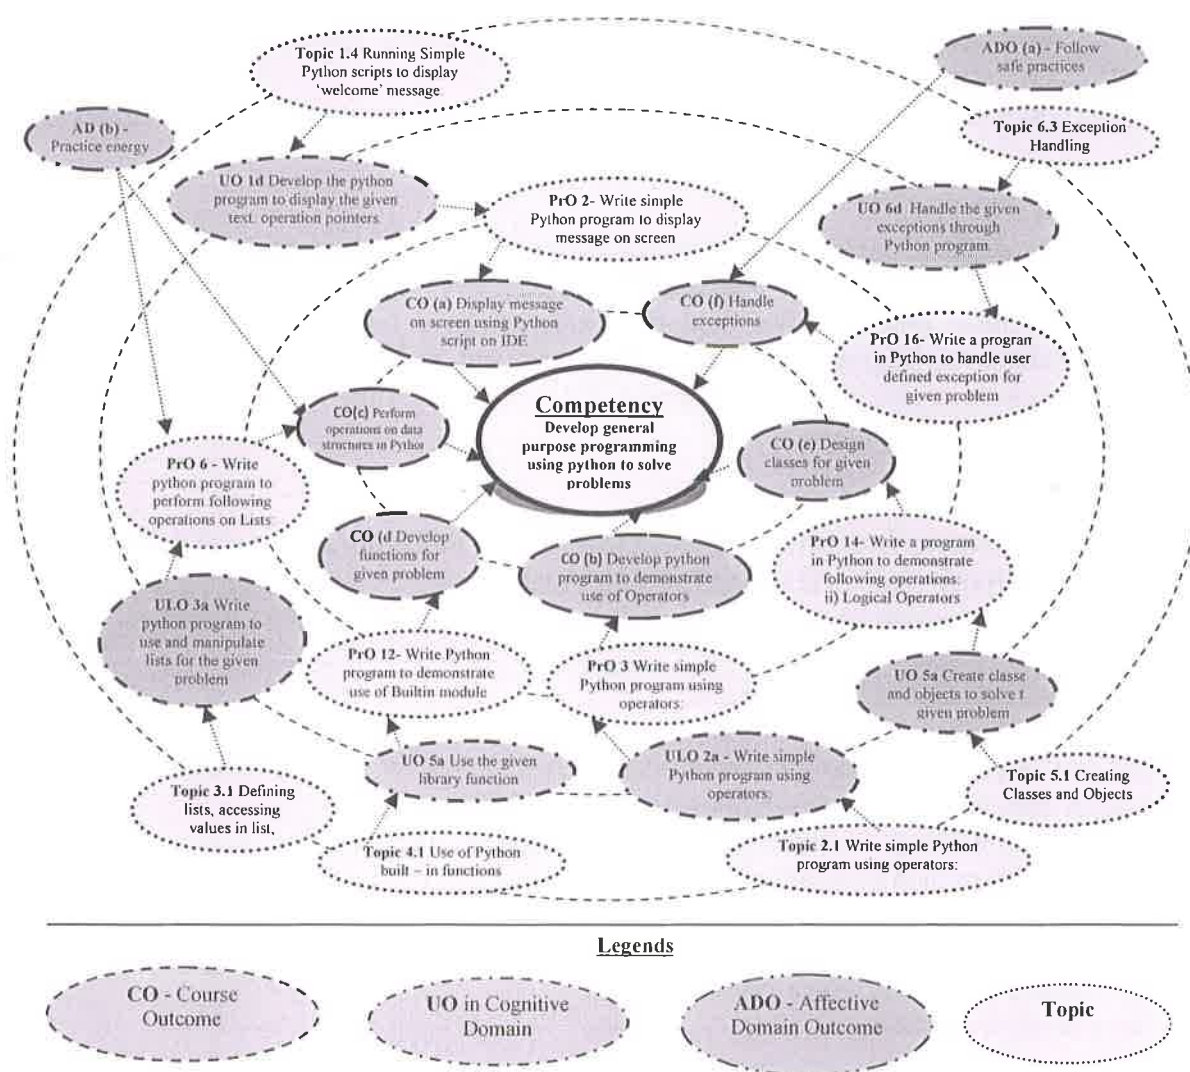 Topic 1.4 Running Simple
Python scripts to display
'welcome' message
ADO (a) - Follow
safe practices
AD (b) -
Practice energy
Topic 6.3 Exception
Handling
UO 1d Develop the python
program to display the given
text, operation pointers
PrO 2- Write simple
Python program to display
message on screen
UO 6d Handle the given
exceptions through
Python program
CO (a) Display message
on screen using Python
script on IDE
CO (f) Handle
exceptions
PrO 16- Write a program
in Python to handle user
defined exception for
given problem
Competency
Develop general
purpose programming
using python to solve
problems
CO(c) Perform
operations on data
structures in Python
CO (e) Design
classes for given
problem
PrO 6 - Write
python program to
perform following
operations on Lists
CO (d Develop
functions for
given problem
CO (b) Develop python
program to demonstrate
use of Operators
PrO 14- Write a program
in Python to demonstrate
following operations:
ii) Logical Operators
ULO 3a Write
python program to
use and manipulate
lists for the given
problem
PrO 12- Write Python
program to demonstrate
use of Builtin module
PrO 3 Write simple
Python program using
operators:
UO 5a Create classe
and objects to solve t
given problem
UO 5a Use the given
library function
ULO 2a - Write simple
Python program using
operators:
Topic 5.1 Creating
Classes and Objects
Topic 3.1 Defining
lists, accessing
values in list,
Topic 4.1 Use of Python
built – in functions
Topic 2.1 Write simple Python
program using operators:
Legends
CO - Course
Outcome
UO in Cognitive
Domain
ADO - Affective
Domain Outcome
Topic